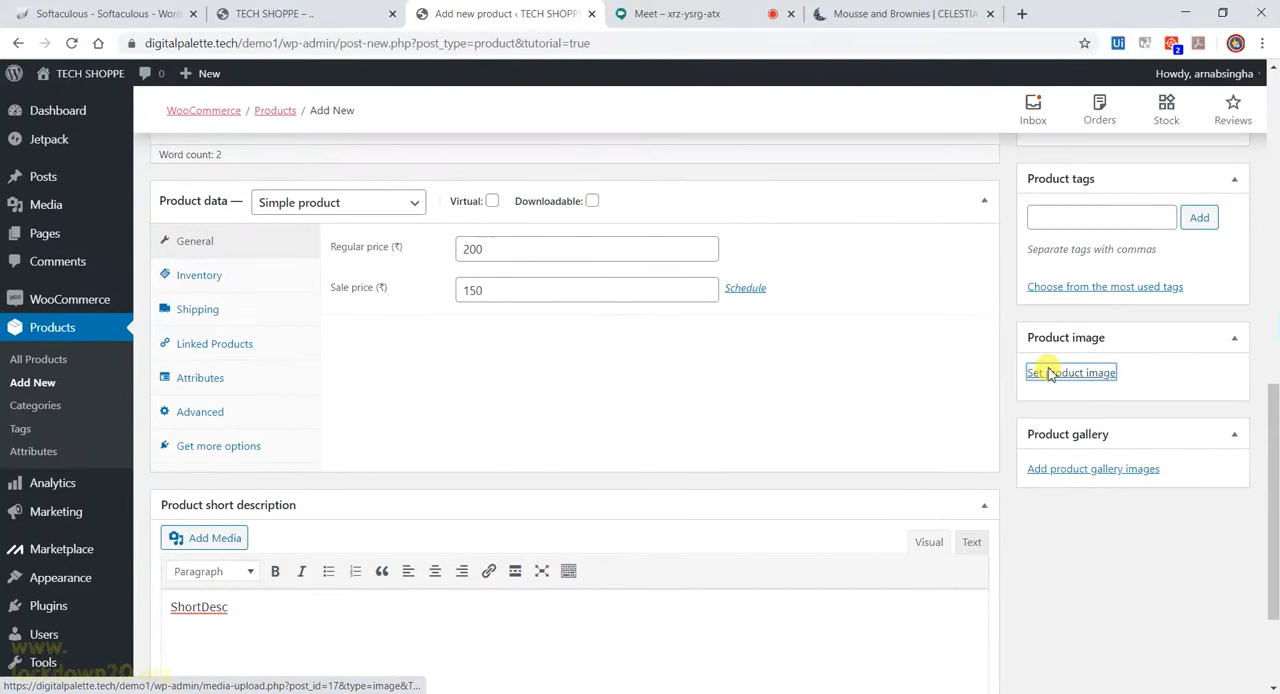 Softaculous - Softaculous - Wor
TECH SHOPPE – ..
Add new product ‹ TECH SHOPPE
Meet – xrz-ysrg-atx
Mousse and Brownies | CELESTIA
digitalpalette.tech/demo1/wp-admin/post-new.php?post_type=product&tutorial=true
2
TECH SHOPPE
0
New
Howdy, arnabsingha
WooCommerce / Products / Add New
Inbox
Orders
Stock
Reviews
Dashboard
Jetpack
Posts
Media
Pages
Comments
WooCommerce
Products
All Products
Add New
Categories
Tags
Attributes
Analytics
Marketing
Marketplace
Appearance
Plugins
Users
Tools
Word count: 2
Product data —
Simple product
Virtual:
Downloadable:
General
Inventory
Shipping
Linked Products
Attributes
Advanced
Get more options
Regular price (₹)
200
Sale price (₹)
150
Schedule
Product short description
Add Media
Visual
Text
Paragraph
ShortDesc
Product tags
Add
Separate tags with commas
Choose from the most used tags
Product image
Set product image
Product gallery
Add product gallery images
www.
https://digitalpalette.tech/demo1/wp-admin/media-upload.php?post_id=17&type=image&T...